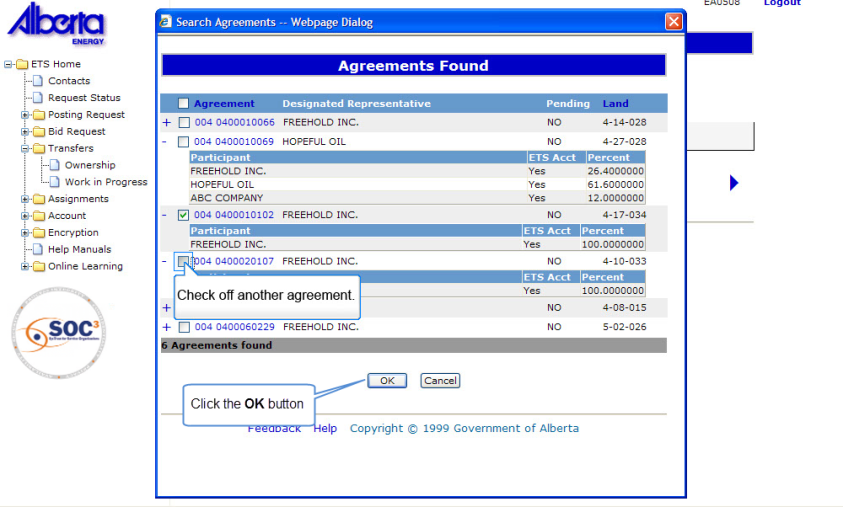 EA0508 Logout
Alberta
ENERGY
Search Agreements -- Webpage Dialog
ETS Home
Contacts
Request Status
Posting Request
Bid Request
Transfers
Ownership
Work in Progress
Assignments
Account
Encryption
Help Manuals
Online Learning
SOC3
Agreements Found
Agreement Designated Representative Pending Land
+ 004 0400010066 FREEHOLD INC. NO 4-14-028
- 004 0400010069 HOPEFUL OIL NO 4-27-028
Participant ETS Acct Percent
FREEHOLD INC. Yes 26.4000000
HOPEFUL OIL Yes 61.6000000
ABC COMPANY Yes 12.0000000
- 004 0400010102 FREEHOLD INC. NO 4-17-034
Participant ETS Acct Percent
FREEHOLD INC. Yes 100.0000000
- 004 0400020107 FREEHOLD INC. NO 4-10-033
ETS Acct Percent
Yes 100.0000000
Check off another agreement.
+ NO 4-08-015
+ 004 0400060229 FREEHOLD INC. NO 5-02-026
6 Agreements found
OK Cancel
Click the OK button
Feedback Help Copyright © 1999 Government of Alberta